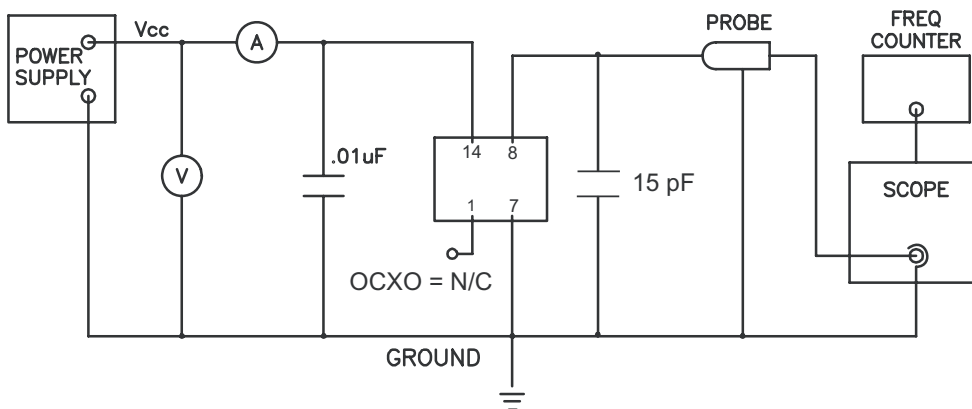 POWER
SUPPLY
Vcc
A
V
.01uF
14
8
1
7
OCXO = N/C
15 pF
PROBE
FREQ
COUNTER
SCOPE
GROUND